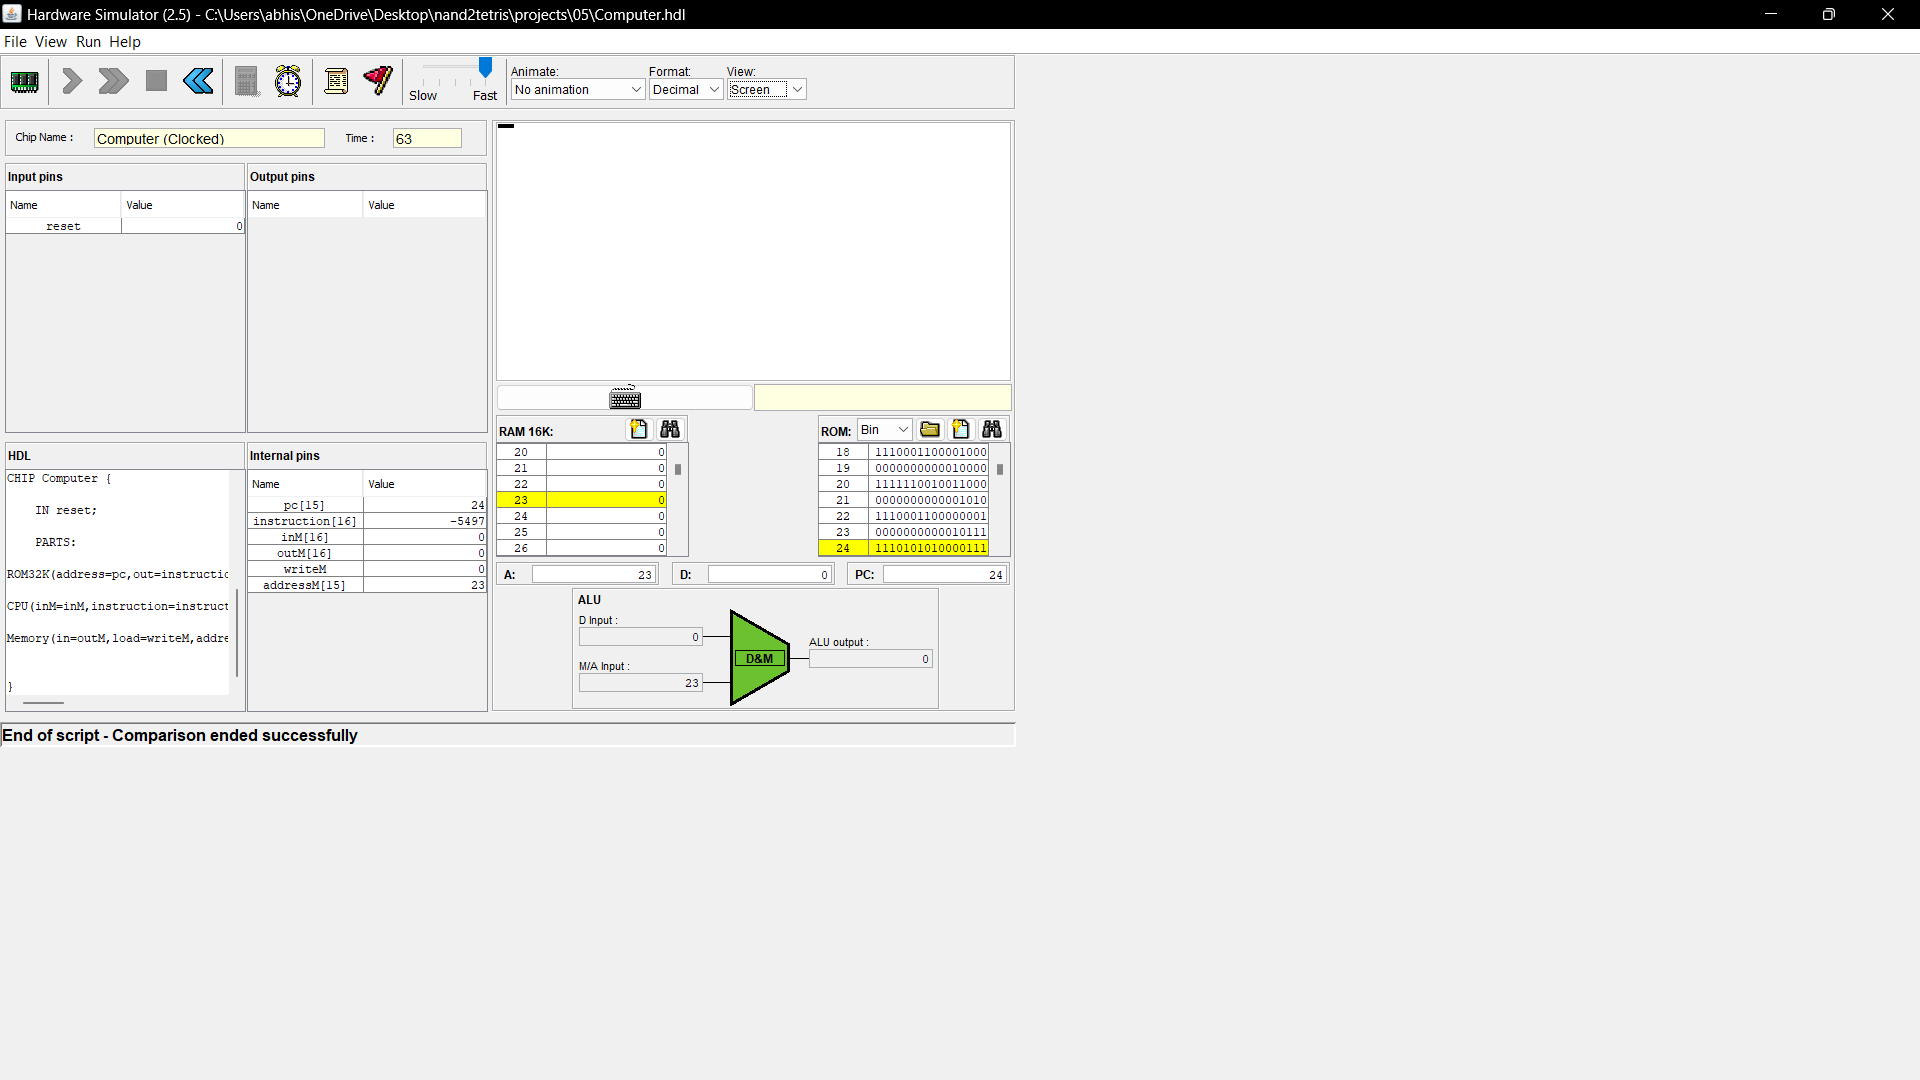 Hardware Simulator (2.5) - C:\Users\abhis\OneDrive\Desktop\nand2tetris\projects\05\Computer.hdl
File View Run Help
Slow Fast
Animate: Format: View:
No animation Decimal Screen
Chip Name : Computer (Clocked) Time : 63
Input pins
Name Value
reset 0
Output pins
Name Value
HDL
CHIP Computer {
IN reset;
PARTS:
ROM32K(address=pc,out=instructio
CPU(inM=inM,instruction=instruct
Memory(in=outM,load=writeM,addre
}
Internal pins
Name Value
pc[15] 24
instruction[16] -5497
inM[16] 0
outM[16] 0
writeM 0
addressM[15] 23
RAM 16K:
20 0
21 0
22 0
23 0
24 0
25 0
26 0
ROM: Bin
18 1110001100001000
19 0000000000010000
20 1111110010011000
21 0000000000001010
22 1110001100000001
23 0000000000010111
24 1110101010000111
A: 23 D: 0 PC: 24
ALU
D Input :
0
M/A Input :
23
D&M
ALU output :
0
End of script - Comparison ended successfully